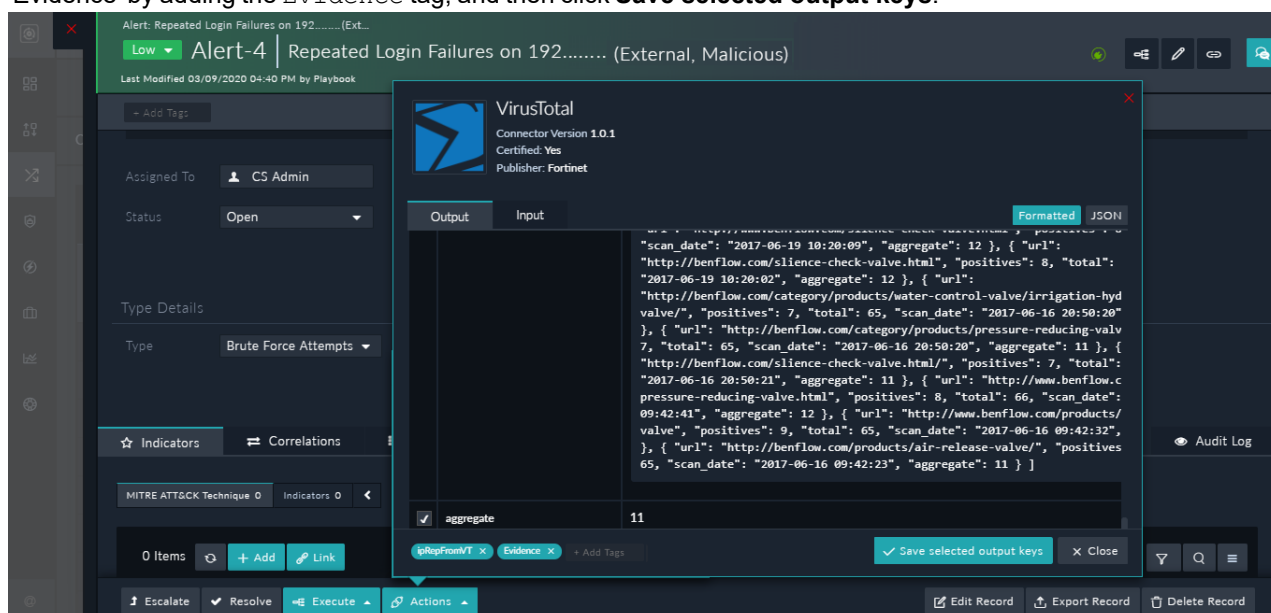 'Evidence' by adding the Evidence tag, and then click Save selected output keys.
Alert: Repeated Login Failures on 192.........(Ext...
Low Alert-4 | Repeated Login Failures on 192........ (External, Malicious)
Last Modified 03/09/2020 04:40 PM by Playbook
+ Add Tags
Assigned To CS Admin
Status Open
Type Details
Type Brute Force Attempts
Indicators Correlations Audit Log
MITRE ATT&CK Technique 0 Indicators 0
0 Items + Add Link
Escalate Resolve Execute Actions Edit Record Export Record Delete Record
VirusTotal
Connector Version 1.0.1
Certified: Yes
Publisher: Fortinet
Output Input Formatted JSON
"scan_date": "2017-06-19 10:20:09", "aggregate": 12 }, { "url":
"http://benflow.com/slience-check-valve.html", "positives": 8, "total":
"2017-06-19 10:20:02", "aggregate": 12 }, { "url":
"http://benflow.com/category/products/water-control-valve/irrigation-hyd
valve/", "positives": 7, "total": 65, "scan_date": "2017-06-16 20:50:20"
}, { "url": "http://benflow.com/category/products/pressure-reducing-valv
7, "total": 65, "scan_date": "2017-06-16 20:50:20", "aggregate": 11 }, {
"http://benflow.com/slience-check-valve.html/", "positives": 7, "total":
"2017-06-16 20:50:21", "aggregate": 11 }, { "url": "http://www.benflow.c
pressure-reducing-valve.html", "positives": 8, "total": 66, "scan_date":
09:42:41", "aggregate": 12 }, { "url": "http://www.benflow.com/products/
valve", "positives": 9, "total": 65, "scan_date": "2017-06-16 09:42:32",
}, { "url": "http://benflow.com/products/air-release-valve/", "positives
65, "scan_date": "2017-06-16 09:42:23", "aggregate": 11 } ]
aggregate 11
ipRepFromVT × Evidence × + Add Tags Save selected output keys × Close